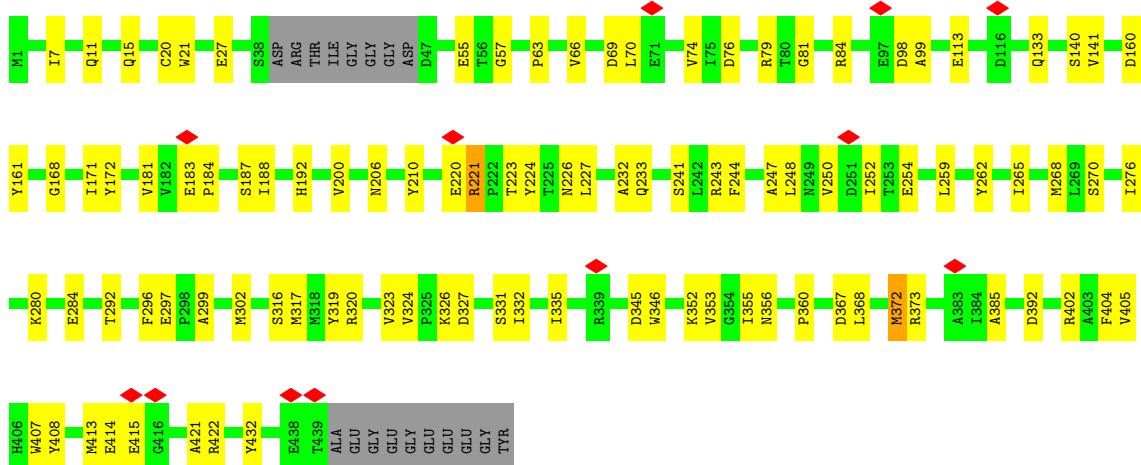 M1 I7 Q11 Q15 C20 W21 E27 S38 ASP ARG THR ILE GLY GLY GLY ASP D47 E55 T56 G57 P63 V66 D69 L70 E71 V74 I75 D76 R79 T80 G81 R84 E97 D98 A99 E113 D116 Q133 S140 V141 D160
Y161 G168 I171 Y172 V181 V182 E183 P184 S187 I188 H192 V200 N206 Y210 E220 R221 P222 T223 Y224 T225 N226 L227 A232 Q233 S241 L242 R243 F244 A247 L248 N249 V250 D251 I252 T253 E254 L259 Y262 I265 M268 L269 S270 I276
K280 E284 T292 F296 E297 P298 A299 M302 S316 M317 M318 Y319 R320 V323 V324 P325 K326 D327 S331 I332 I335 R339 D345 W346 K352 V353 G354 I355 N356 P360 D367 L368 M372 R373 A383 I384 A385 D392 R402 A403 F404 V405
H406 W407 Y408 M413 E414 E415 G416 A421 R422 Y432 E438 T439 ALA GLU GLY GLU GLY GLU GLU GLU GLY TYR